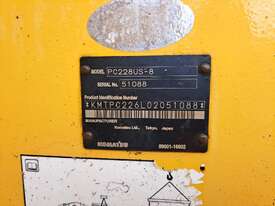 MODEL PC228US-8
SERIAL No. 51088
Product Identification Number
*KMTPC226L02051088*
MANUFACTURER
Komatsu Ltd., Tokyo, Japan
KOMATSU